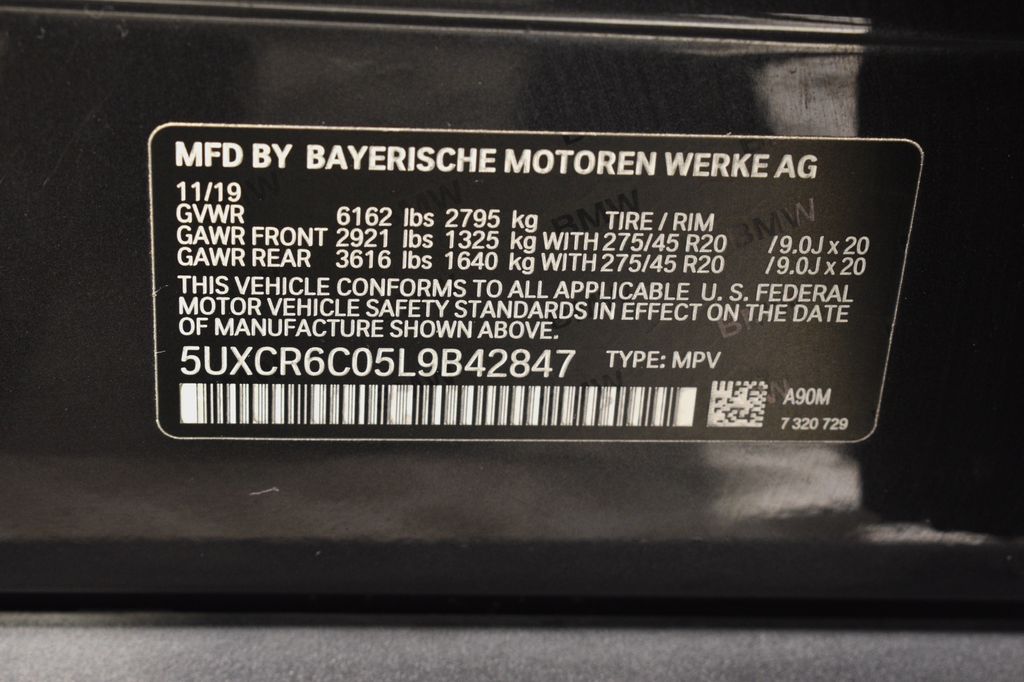 MFD BY BAYERISCHE MOTOREN WERKE AG
11/19
GVWR 6162 lbs 2795 kg TIRE / RIM
GAWR FRONT 2921 lbs 1325 kg WITH 275/45 R20 /9.0J x 20
GAWR REAR 3616 lbs 1640 kg WITH 275/45 R20 /9.0J x 20
THIS VEHICLE CONFORMS TO ALL APPLICABLE U. S. FEDERAL
MOTOR VEHICLE SAFETY STANDARDS IN EFFECT ON THE DATE
OF MANUFACTURE SHOWN ABOVE.
5UXCR6C05L9B42847 TYPE: MPV
A90M
7 320 729